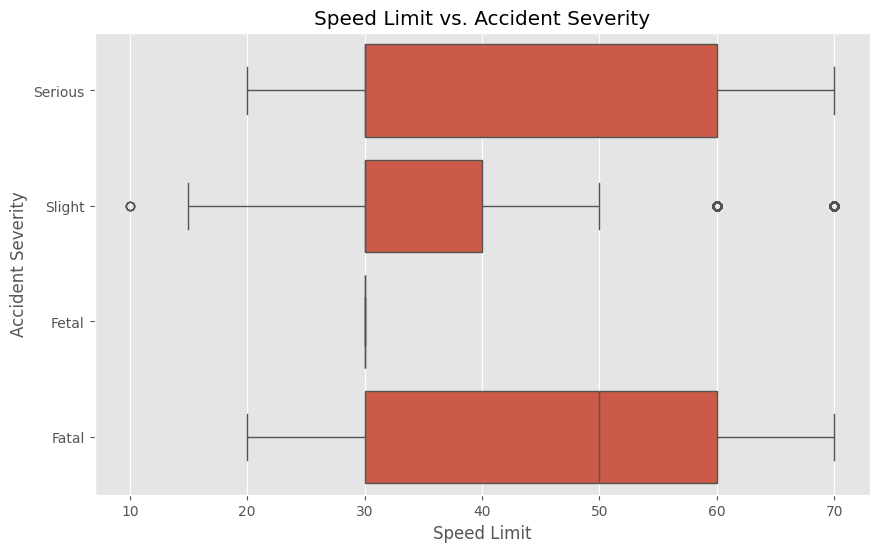 Speed Limit vs. Accident Severity
Accident Severity
Serious
Slight
Fetal
Fatal
10 20 30 40 50 60 70
Speed Limit